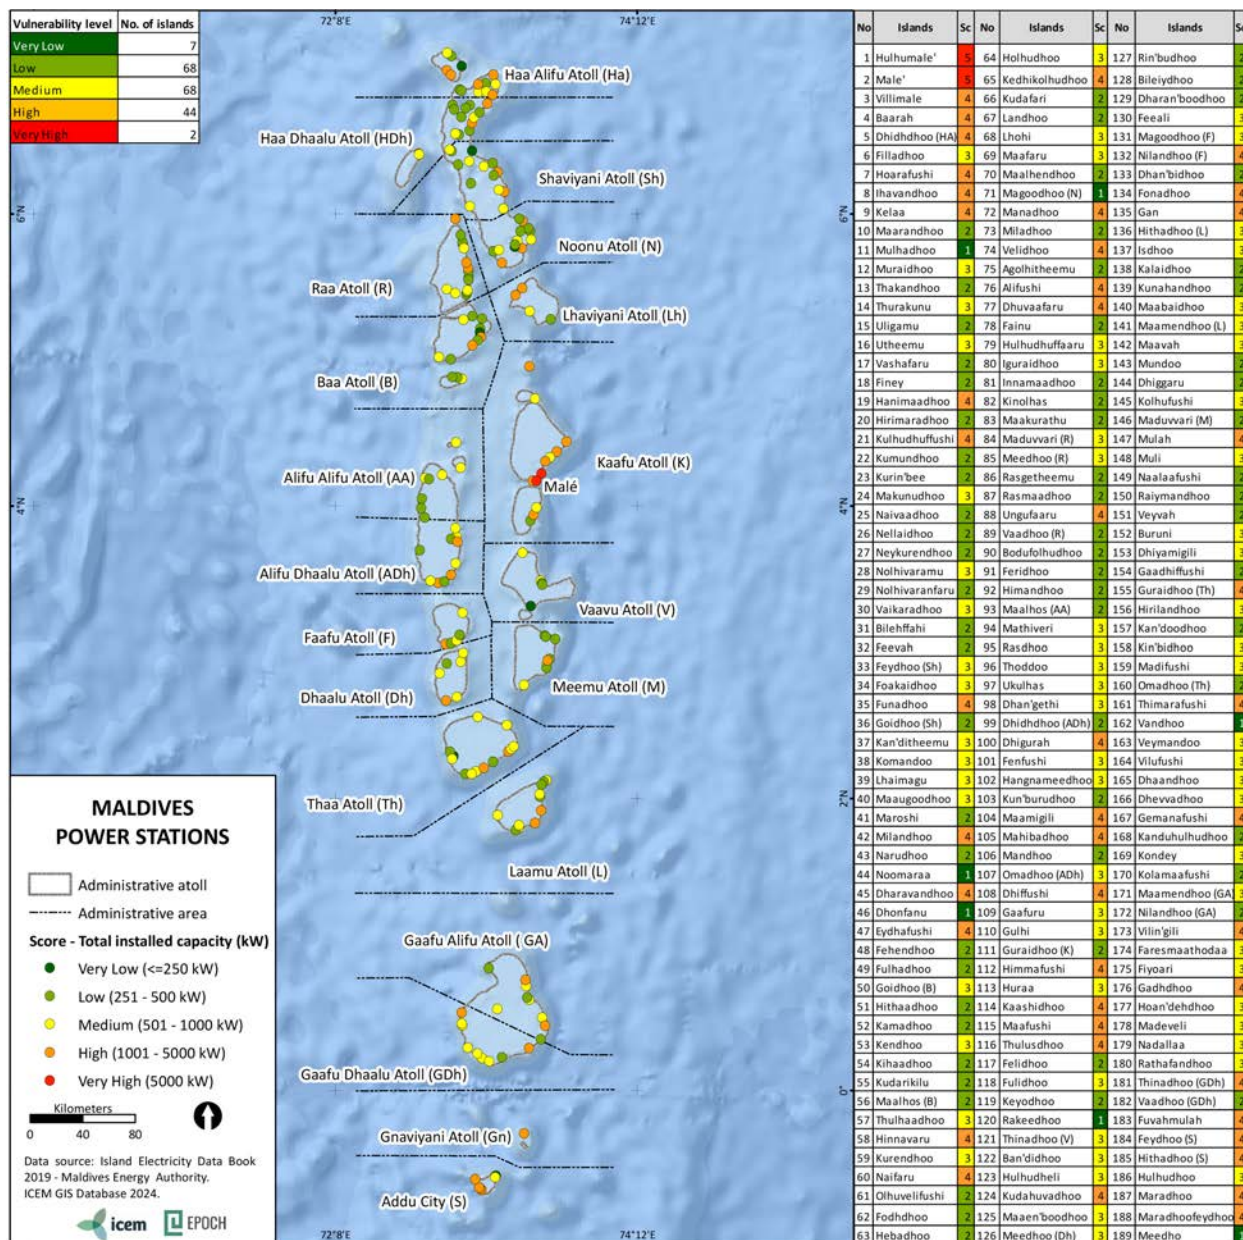 Vulnerability level No. of islands
Very Low 7
Low 68
Medium 68
High 44
Very High 2
72°8'E 74°12'E
Haa Alifu Atoll (Ha)
Haa Dhaalu Atoll (HDh)
Shaviyani Atoll (Sh)
6°N 6°N
Noonu Atoll (N)
Raa Atoll (R)
Lhaviyani Atoll (Lh)
Baa Atoll (B)
Kaafu Atoll (K)
Alifu Alifu Atoll (AA)
Malé
4°N 4°N
Alifu Dhaalu Atoll (ADh)
Vaavu Atoll (V)
Faafu Atoll (F)
Meemu Atoll (M)
Dhaalu Atoll (Dh)
Thaa Atoll (Th)
2°N
Laamu Atoll (L)
Gaafu Alifu Atoll (GA)
Gaafu Dhaalu Atoll (GDh)
0°
Gnaviyani Atoll (Gn)
Addu City (S)
72°8'E 74°12'E
MALDIVES
POWER STATIONS
Administrative atoll
Administrative area
Score - Total installed capacity (kW)
Very Low (<=250 kW)
Low (251 - 500 kW)
Medium (501 - 1000 kW)
High (1001 - 5000 kW)
Very High (5000 kW)
Kilometers
0 40 80
Data source: Island Electricity Data Book
2019 - Maldives Energy Authority.
ICEM GIS Database 2024.
icem EPOCH
No Islands Sc No Islands Sc No Islands
1 Hulhumale' 5 64 Holhudhoo 3 127 Rin'budhoo
2 Male' 5 65 Kedhikolhudhoo 4 128 Bileiydhoo
3 Villimale 4 66 Kudafari 2 129 Dharan'boodhoo
4 Baarah 4 67 Landhoo 2 130 Feeali
5 Dhidhdhoo (HA) 4 68 Lhohi 3 131 Magoodhoo (F)
6 Filladhoo 3 69 Maafaru 3 132 Nilandhoo (F)
7 Hoarafushi 4 70 Maalhendhoo 2 133 Dhan'bidhoo
8 Ihavandhoo 4 71 Magoodhoo (N) 1 134 Fonadhoo
9 Kelaa 4 72 Manadhoo 4 135 Gan
10 Maarandhoo 2 73 Miladhoo 2 136 Hithadhoo (L)
11 Mulhadhoo 1 74 Velidhoo 4 137 Isdhoo
12 Muraidhoo 3 75 Agolhitheemu 2 138 Kalaidhoo
13 Thakandhoo 2 76 Alifushi 4 139 Kunahandhoo
14 Thurakunu 3 77 Dhuvaafaru 4 140 Maabaidhoo
15 Uligamu 2 78 Fainu 2 141 Maamendhoo (L)
16 Utheemu 3 79 Hulhudhuffaaru 3 142 Maavah
17 Vashafaru 2 80 Iguraidhoo 3 143 Mundoo
18 Finey 2 81 Innamaadhoo 2 144 Dhiggaru
19 Hanimaadhoo 4 82 Kinolhas 2 145 Kolhufushi
20 Hirimaradhoo 2 83 Maakurathu 2 146 Maduvvari (M)
21 Kulhudhuffushi 4 84 Maduvvari (R) 3 147 Mulah
22 Kumundhoo 2 85 Meedhoo (R) 3 148 Muli
23 Kurin'bee 2 86 Rasgetheemu 2 149 Naalaafushi
24 Makunudhoo 3 87 Rasmaadhoo 2 150 Raiymandhoo
25 Naivaadhoo 2 88 Ungufaaru 4 151 Veyvah
26 Nellaidhoo 2 89 Vaadhoo (R) 2 152 Buruni
27 Neykurendhoo 2 90 Bodufolhudhoo 2 153 Dhiyamigili
28 Nolhivaramu 3 91 Feridhoo 2 154 Gaadhiffushi
29 Nolhivaranfaru 2 92 Himandhoo 2 155 Guraidhoo (Th)
30 Vaikaradhoo 3 93 Maalhos (AA) 2 156 Hirilandhoo
31 Bilehffahi 2 94 Mathiveri 3 157 Kan'doodhoo
32 Feevah 2 95 Rasdhoo 3 158 Kin'bidhoo
33 Feydhoo (Sh) 3 96 Thoddoo 3 159 Madifushi
34 Foakaidhoo 3 97 Ukulhas 3 160 Omadhoo (Th)
35 Funadhoo 4 98 Dhan'gethi 3 161 Thimarafushi
36 Goidhoo (Sh) 2 99 Dhidhdhoo (ADh) 2 162 Vandhoo
37 Kan'ditheemu 3 100 Dhigurah 4 163 Veymandoo
38 Komandoo 3 101 Fenfushi 3 164 Vilufushi
39 Lhaimagu 3 102 Hangnameedhoo 3 165 Dhaandhoo
40 Maaugoodhoo 3 103 Kun'burudhoo 2 166 Dhevvadhoo
41 Maroshi 2 104 Maamigili 4 167 Gemanafushi
42 Milandhoo 4 105 Mahibadhoo 4 168 Kanduhulhudhoo
43 Narudhoo 2 106 Mandhoo 2 169 Kondey
44 Noomaraa 1 107 Omadhoo (ADh) 3 170 Kolamaafushi
45 Dharavandhoo 4 108 Dhiffushi 4 171 Maamendhoo (GA)
46 Dhonfanu 1 109 Gaafuru 3 172 Nilandhoo (GA)
47 Eydhafushi 4 110 Gulhi 3 173 Vilin'gili
48 Fehendhoo 2 111 Guraidhoo (K) 2 174 Faresmaathodaa
49 Fulhadhoo 2 112 Himmafushi 4 175 Fiyoari
50 Goidhoo (B) 3 113 Huraa 3 176 Gadhdhoo
51 Hithaadhoo 2 114 Kaashidhoo 4 177 Hoan'dehdhoo
52 Kamadhoo 2 115 Maafushi 4 178 Madeveli
53 Kendhoo 3 116 Thulusdhoo 4 179 Nadallaa
54 Kihaadhoo 2 117 Felidhoo 2 180 Rathafandhoo
55 Kudarikilu 2 118 Fulidhoo 3 181 Thinadhoo (GDh)
56 Maalhos (B) 2 119 Keyodhoo 2 182 Vaadhoo (GDh)
57 Thulhaadhoo 3 120 Rakeedhoo 1 183 Fuvahmulah
58 Hinnavaru 4 121 Thinadhoo (V) 3 184 Feydhoo (S)
59 Kurendhoo 3 122 Ban'didhoo 3 185 Hithadhoo (S)
60 Naifaru 4 123 Hulhudheli 3 186 Hulhudhoo
61 Olhuvelifushi 2 124 Kudahuvadhoo 4 187 Maradhoo
62 Fodhdhoo 2 125 Maaen'boodhoo 3 188 Maradhoofeydhoo
63 Hebadhoo 2 126 Meedhoo (Dh) 3 189 Meedho